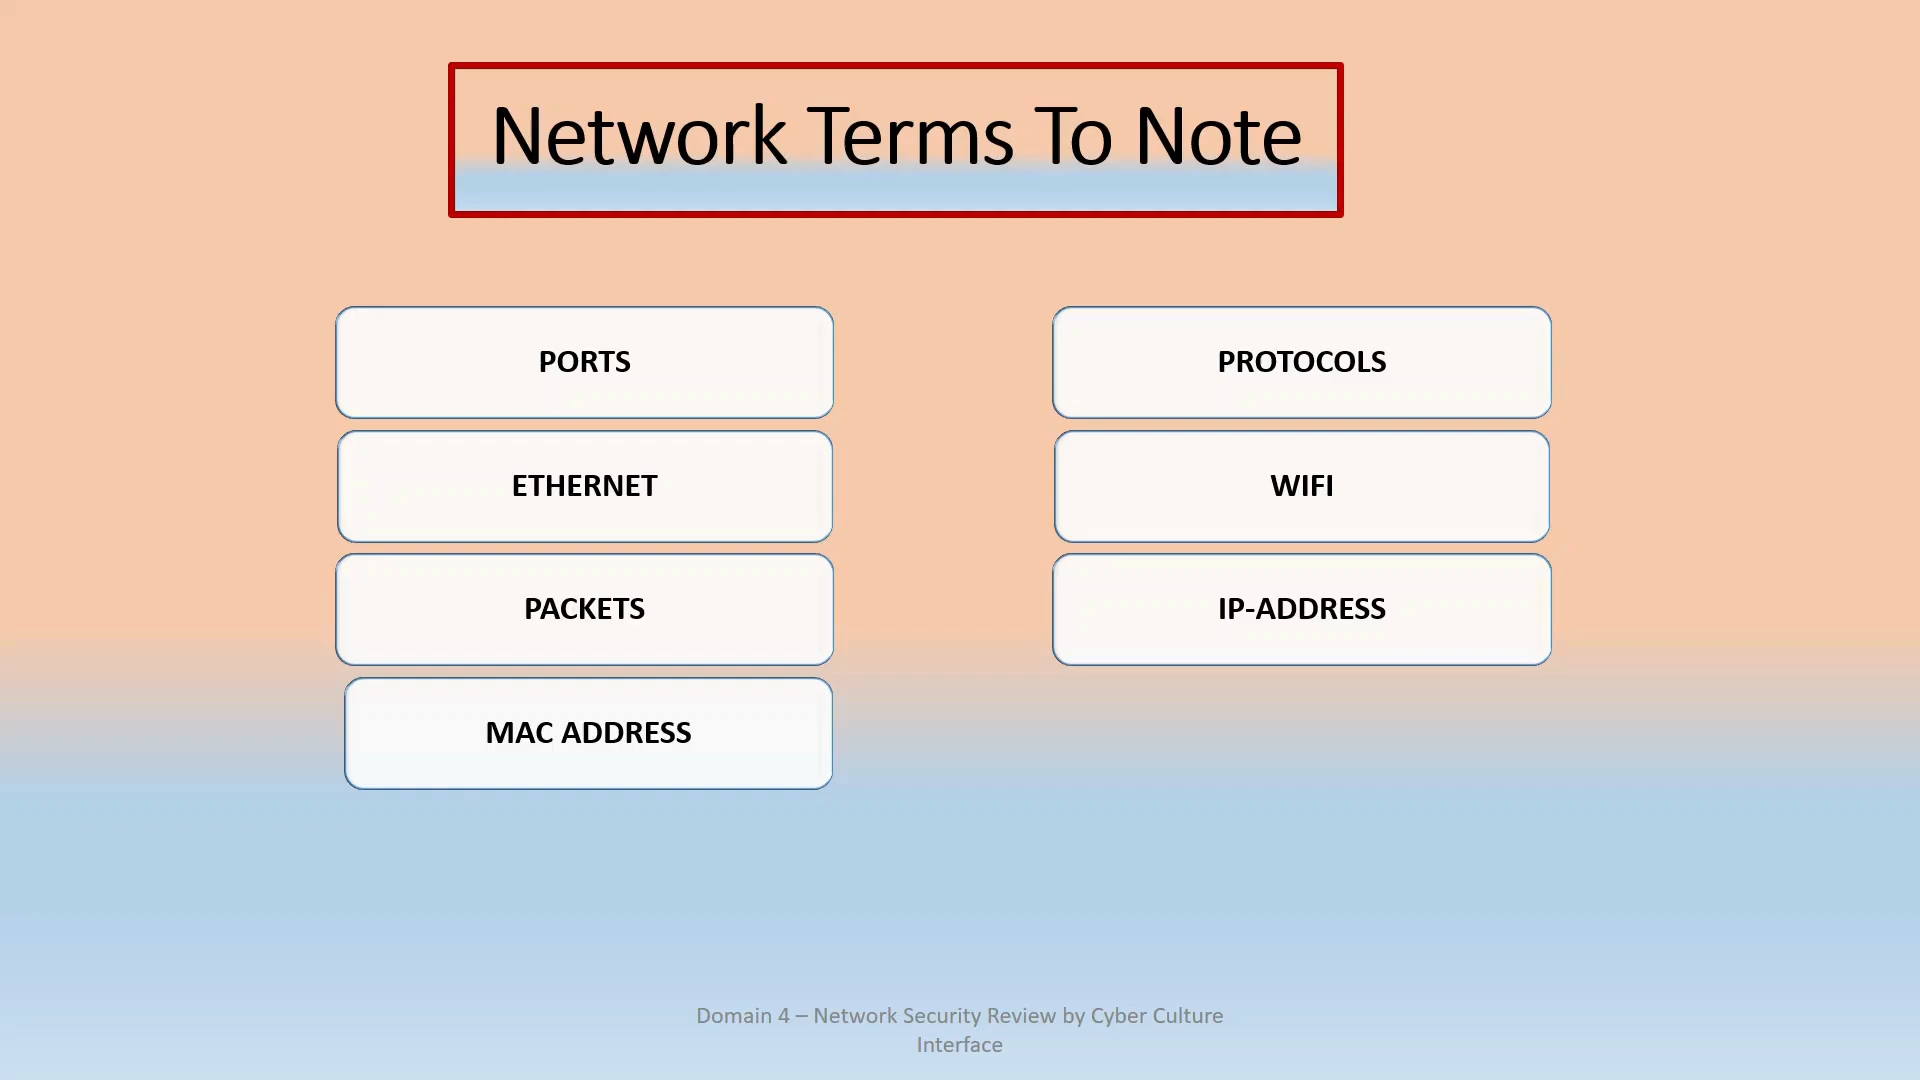 Network Terms To Note
PORTS
PROTOCOLS
ETHERNET
WIFI
PACKETS
IP-ADDRESS
MAC ADDRESS
Domain 4 – Network Security Review by Cyber Culture
Interface